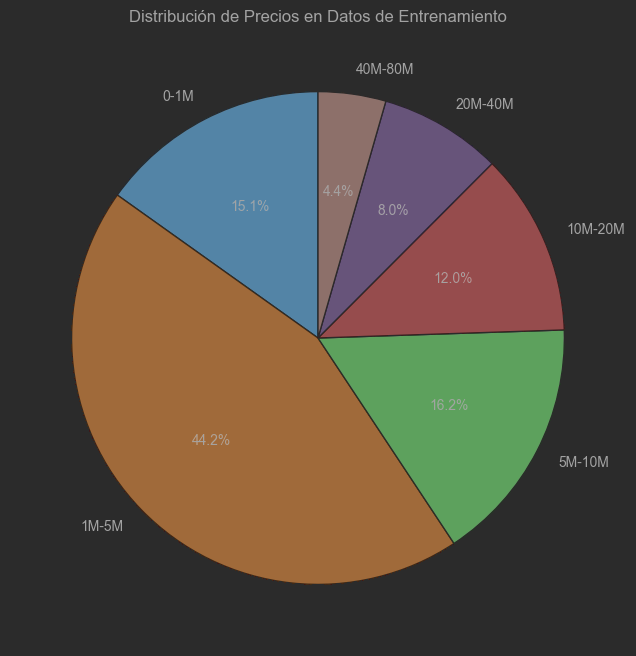 Distribución de Precios en Datos de Entrenamiento
40M-80M
0-1M
20M-40M
4.4%
15.1%
8.0%
10M-20M
12.0%
16.2%
44.2%
5M-10M
1M-5M